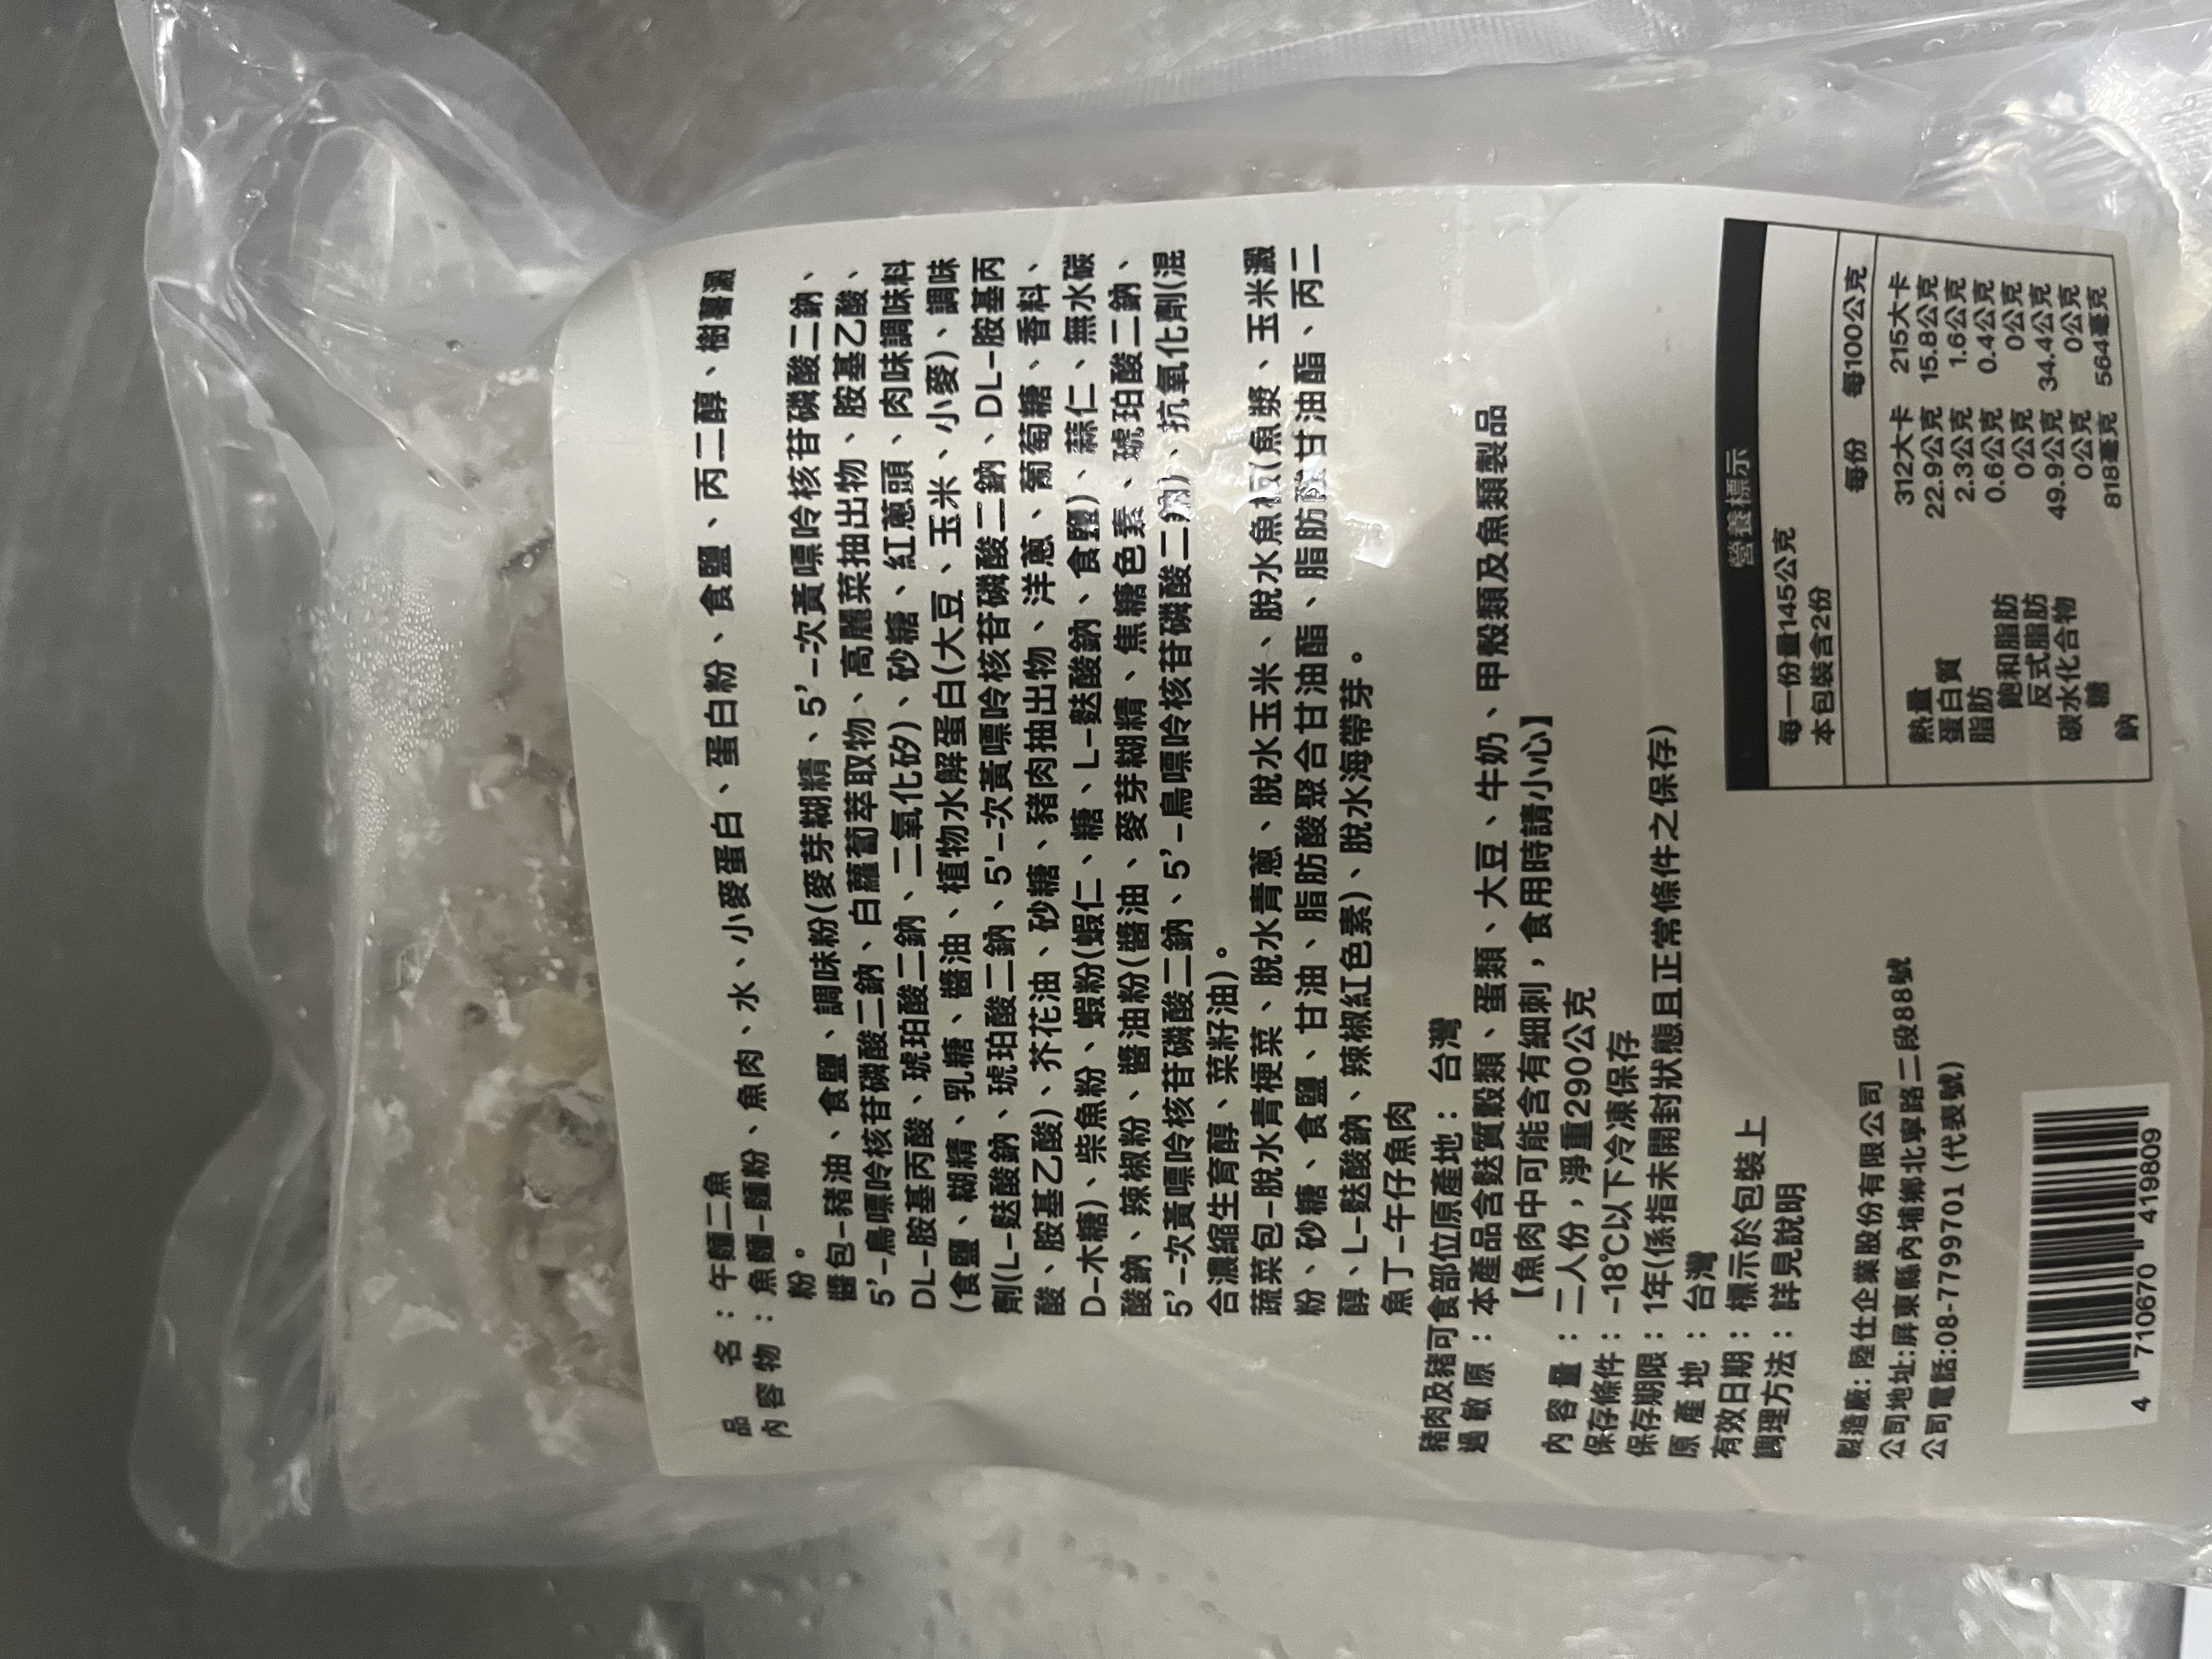 品名：午麵二魚
內容物：魚麵-麵粉、魚肉、水、小麥蛋白、蛋白粉、食鹽、丙二醇、樹薯澱
粉。
醬包-豬油、食鹽、調味粉(麥芽糊精、5’-次黃嘌呤核苷磷酸二鈉、
5’-鳥嘌呤核苷磷酸二鈉、白蘿蔔萃取物、高麗菜抽出物、胺基乙酸、
DL-胺基丙酸、琥珀酸二鈉、二氧化矽)、砂糖、紅蔥頭、肉味調味料
(食鹽、糊精、乳糖、醬油、植物水解蛋白(大豆、玉米、小麥)、調味
劑(L-麩酸鈉、琥珀酸二鈉、5'-次黃嘌呤核苷磷酸二鈉、DL-胺基丙
酸、胺基乙酸)、芥花油、砂糖、豬肉抽出物、洋蔥、葡萄糖、香料、
D-木糖)、柴魚粉、蝦粉(蝦仁、糖、L-麩酸鈉、食鹽)、蒜仁、無水碳
酸鈉、辣椒粉、醬油粉(醬油、麥芽糊精、焦糖色素、琥珀酸二鈉、
5’-次黃嘌呤核苷磷酸二鈉、5’-鳥嘌呤核苷磷酸二鈉)、抗氧化劑(混
合濃縮生育醇、菜籽油)。
蔬菜包-脫水青梗菜、脫水青蔥、脫水玉米、脫水魚板(魚漿、玉米澱
粉、砂糖、食鹽、甘油、脂肪酸聚合甘油酯、脂肪酸甘油酯、丙二
醇、L-麩酸鈉、辣椒紅色素)、脫水海帶芽。
魚丁-午仔魚肉
豬肉及豬可食部位原產地：台灣
過敏原：本產品含麩質穀類、蛋類、大豆、牛奶、甲殼類及魚類製品
【魚肉中可能含有細刺，食用時請小心】
內容量：二人份，淨重290公克
保存條件：-18℃以下冷凍保存
保存期限：1年(係指未開封狀態且正常條件之保存)
原產地：台灣
有效日期：標示於包裝上
調理方法：詳見說明
製造廠:陸仕企業股份有限公司
公司地址:屏東縣內埔鄉北寧路二段88號
公司電話:08-7799701(代表號)
營養標示
每一份量145公克
本包裝含2份
每份 每100公克
熱量 312大卡 215大卡
蛋白質 22.9公克 15.8公克
脂肪 2.3公克 1.6公克
飽和脂肪 0.6公克 0.4公克
反式脂肪 0公克 0公克
碳水化合物 49.9公克 34.4公克
糖 0公克 0公克
鈉 818毫克 564毫克
4 710670 419809